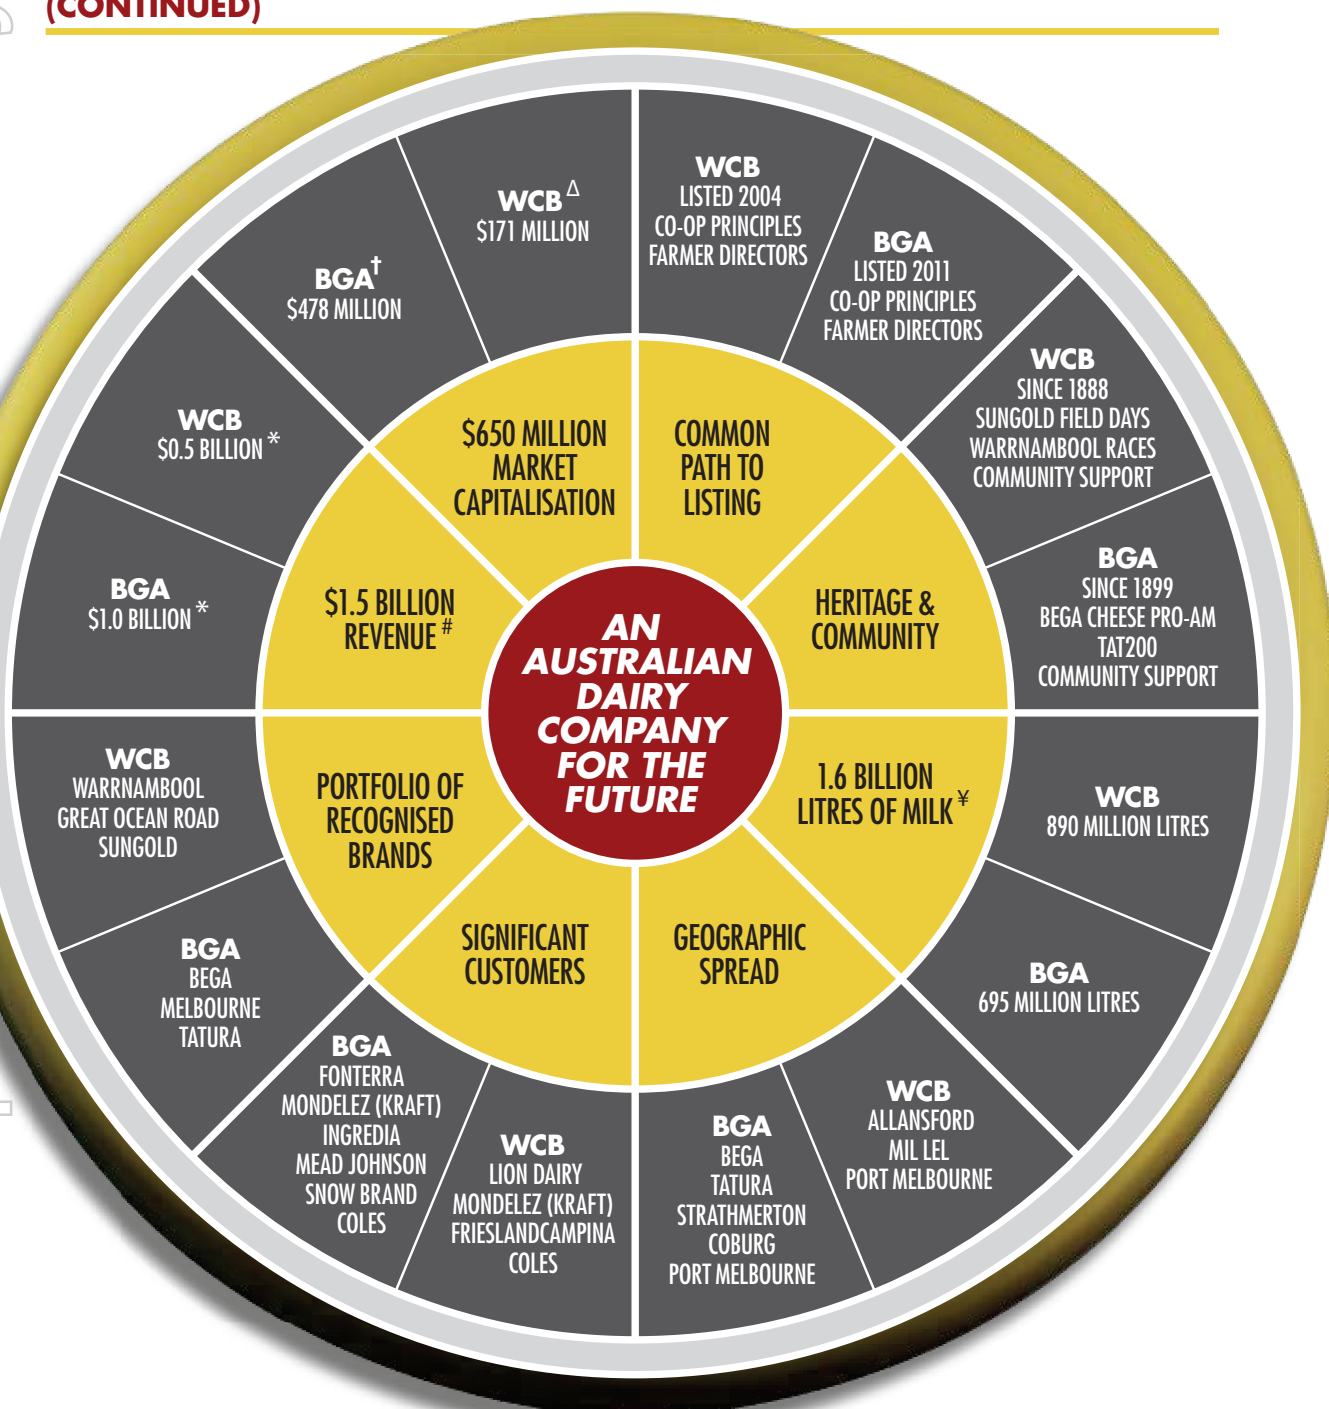 (CONTINUED)
WCB Δ
$171 MILLION
WCB
LISTED 2004
CO-OP PRINCIPLES
FARMER DIRECTORS
BGA†
$478 MILLION
BGA
LISTED 2011
CO-OP PRINCIPLES
FARMER DIRECTORS
WCB
$0.5 BILLION *
WCB
SINCE 1888
SUNGOLD FIELD DAYS
WARRNAMBOOL RACES
COMMUNITY SUPPORT
BGA
$1.0 BILLION *
BGA
SINCE 1899
BEGA CHEESE PRO-AM
TAT200
COMMUNITY SUPPORT
$650 MILLION
MARKET
CAPITALISATION
COMMON
PATH TO
LISTING
$1.5 BILLION
REVENUE #
HERITAGE &
COMMUNITY
AN
AUSTRALIAN
DAIRY
COMPANY
FOR THE
FUTURE
PORTFOLIO OF
RECOGNISED
BRANDS
1.6 BILLION
LITRES OF MILK ¥
SIGNIFICANT
CUSTOMERS
GEOGRAPHIC
SPREAD
WCB
WARRNAMBOOL
GREAT OCEAN ROAD
SUNGOLD
WCB
890 MILLION LITRES
BGA
BEGA
MELBOURNE
TATURA
BGA
695 MILLION LITRES
BGA
FONTERRA
MONDELEZ (KRAFT)
INGREDIA
MEAD JOHNSON
SNOW BRAND
COLES
WCB
LION DAIRY
MONDELEZ (KRAFT)
FRIESLANDCAMPINA
COLES
BGA
BEGA
TATURA
STRATHMERTON
COBURG
PORT MELBOURNE
WCB
ALLANSFORD
MIL LEL
PORT MELBOURNE